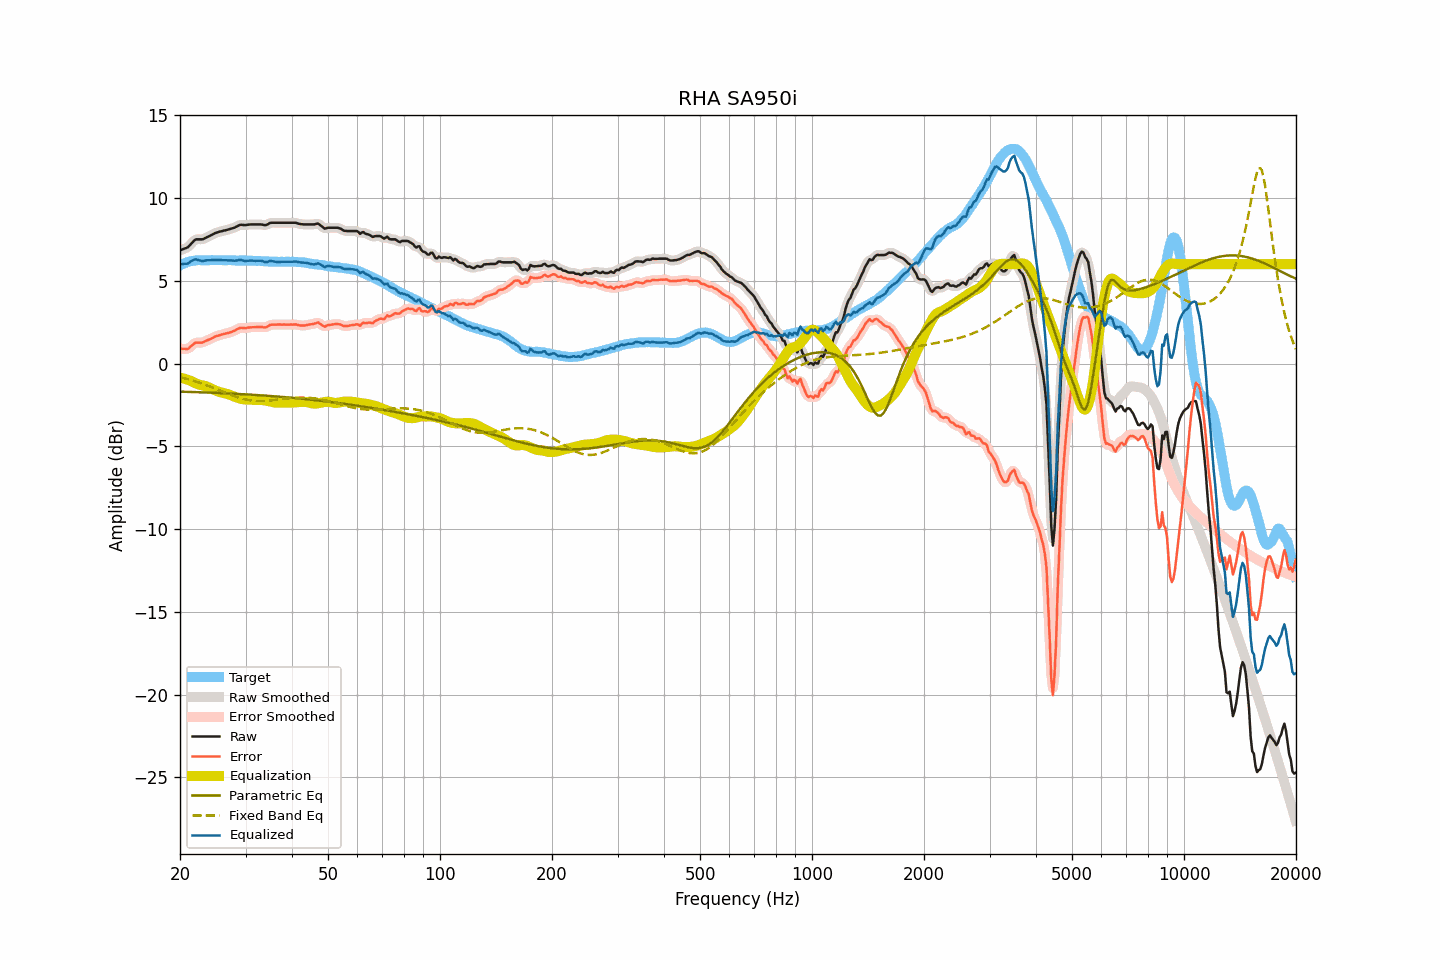 RHA SA950i
15
10
5
0
−5
−10
−15
−20
−25
Amplitude (dBr)
Target
Raw Smoothed
Error Smoothed
Raw
Error
Equalization
Parametric Eq
Fixed Band Eq
Equalized
20 50 100 200 500 1000 2000 5000 10000 20000
Frequency (Hz)